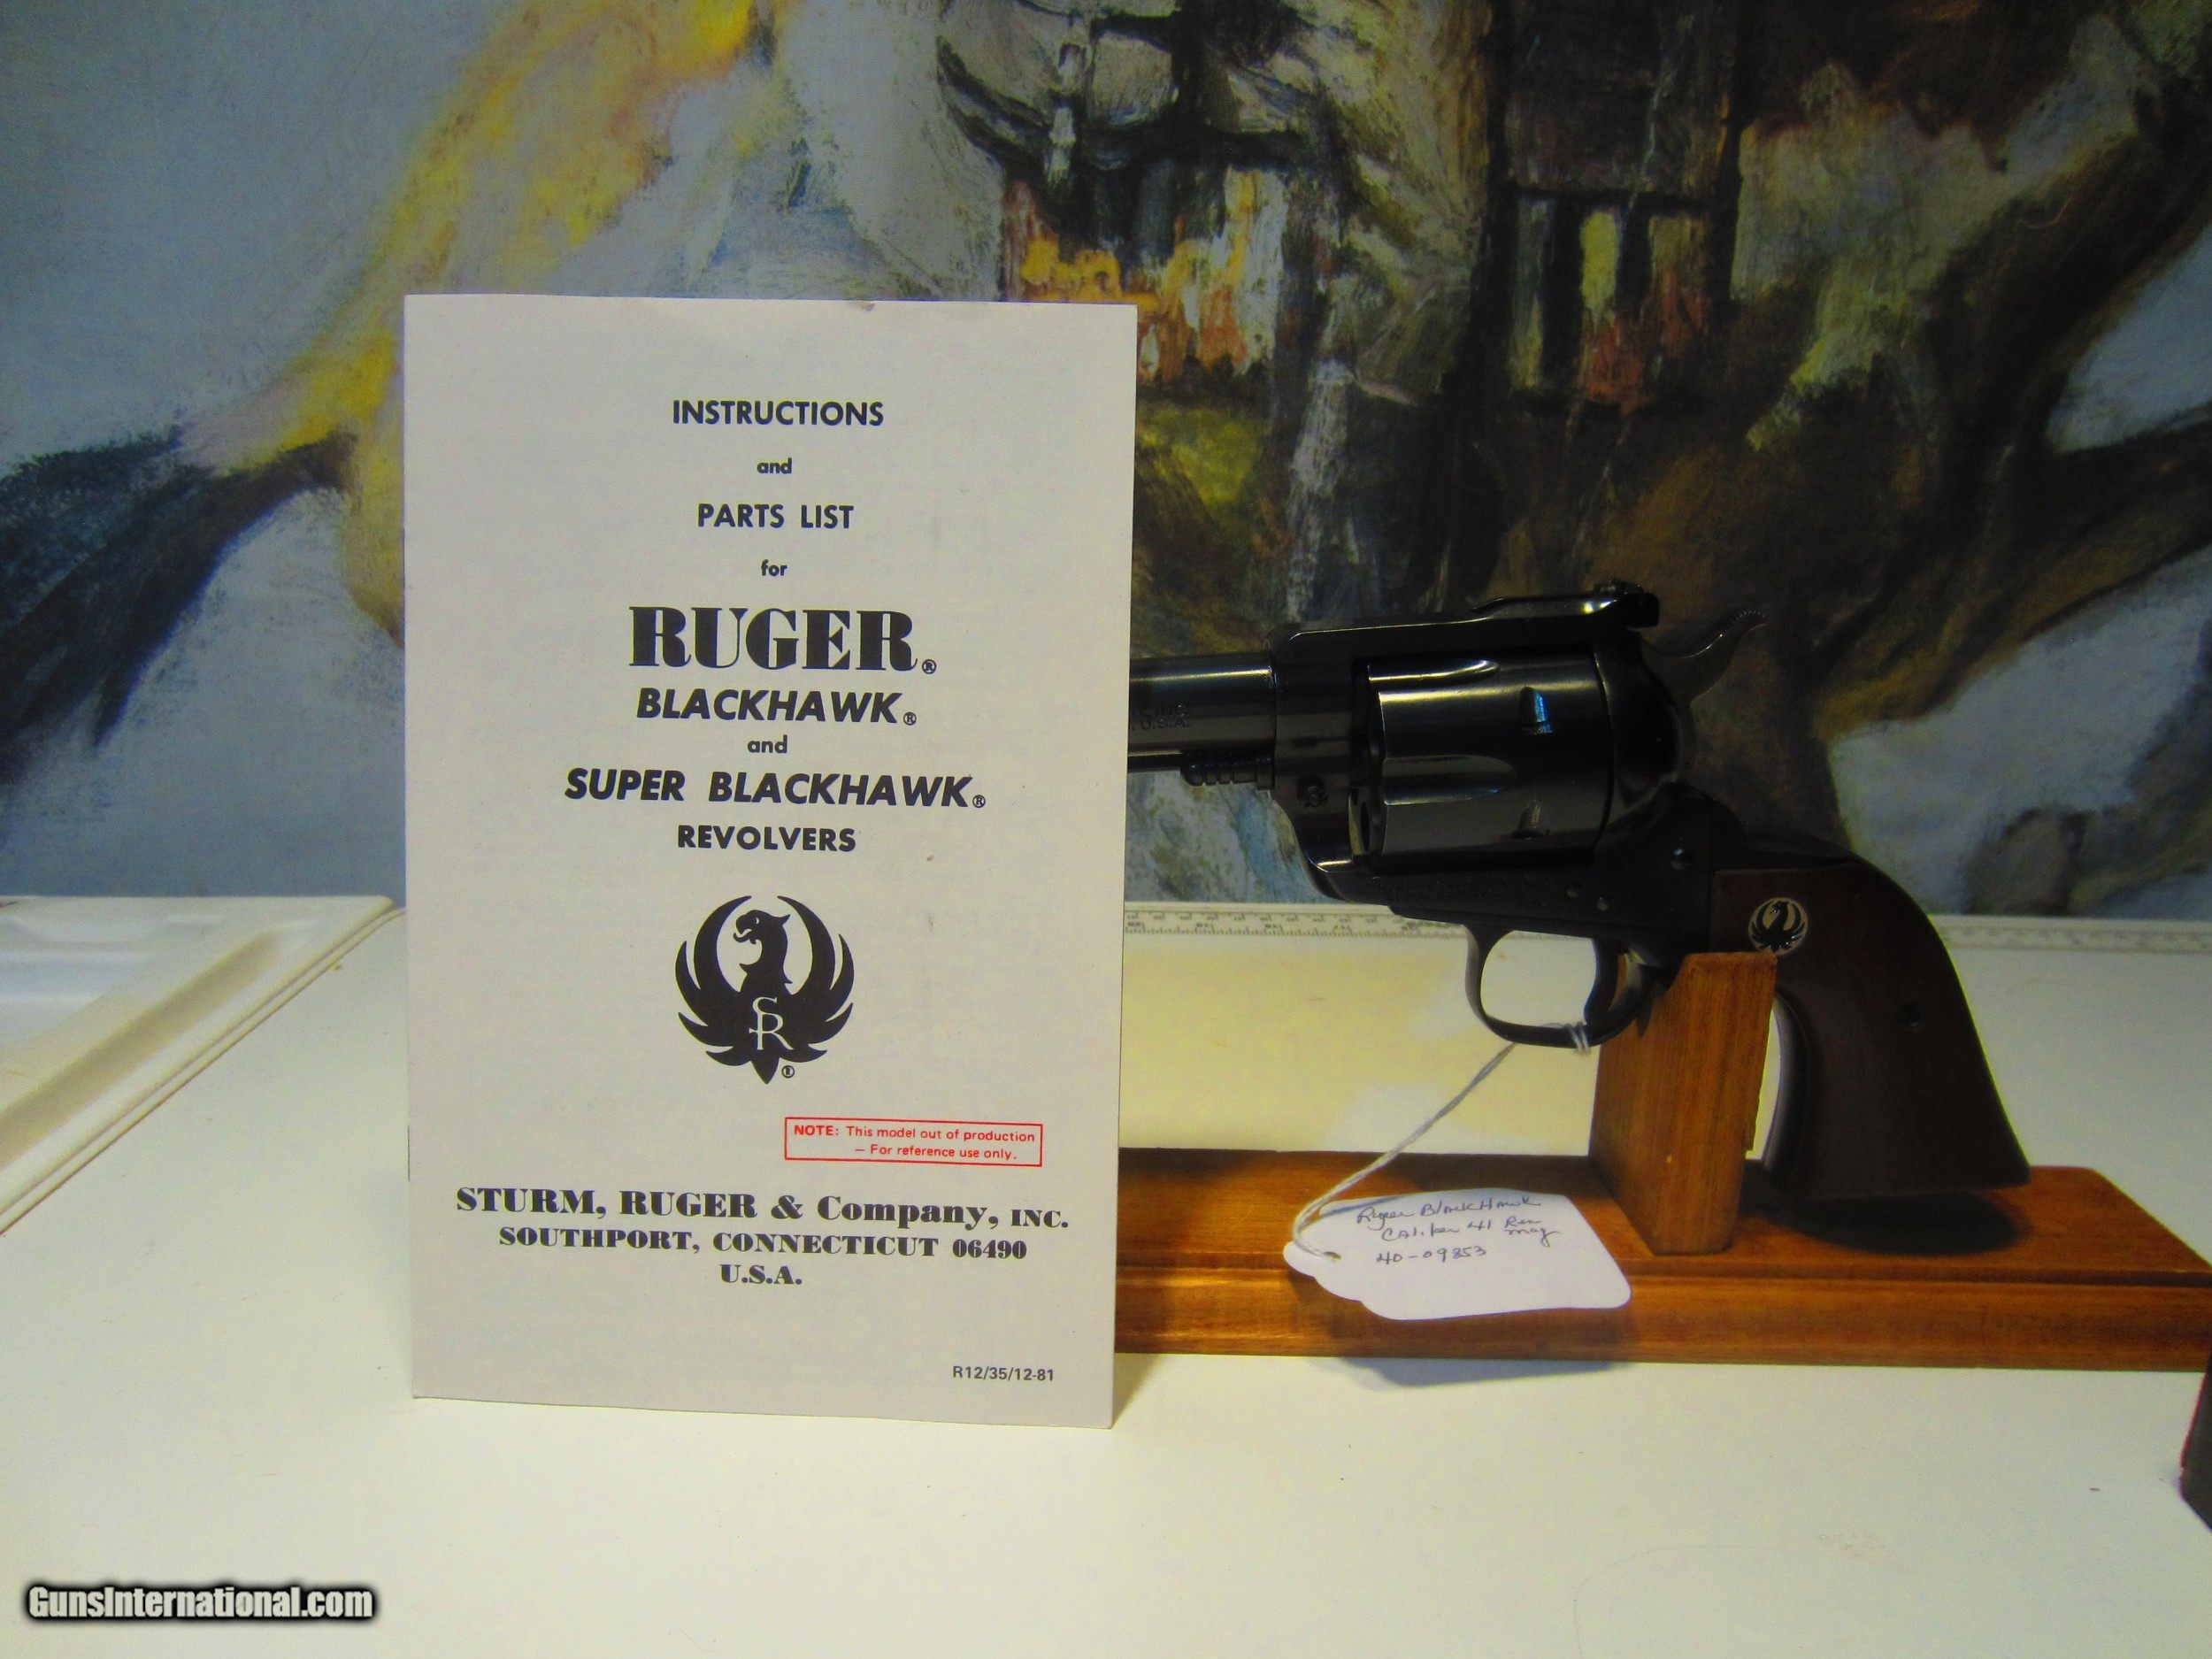 INSTRUCTIONS
and
PARTS LIST
for
RUGER®
BLACKHAWK®
and
SUPER BLACKHAWK®
REVOLVERS
SR
®
NOTE: This model out of production
— For reference use only.
STURM, RUGER & Company, INC.
SOUTHPORT, CONNECTICUT 06490
U.S.A.
R12/35/12-81
U.S.A.
Ruger BlackHawk
Caliber 41 Rem
mag
40-09853
GunsInternational.com